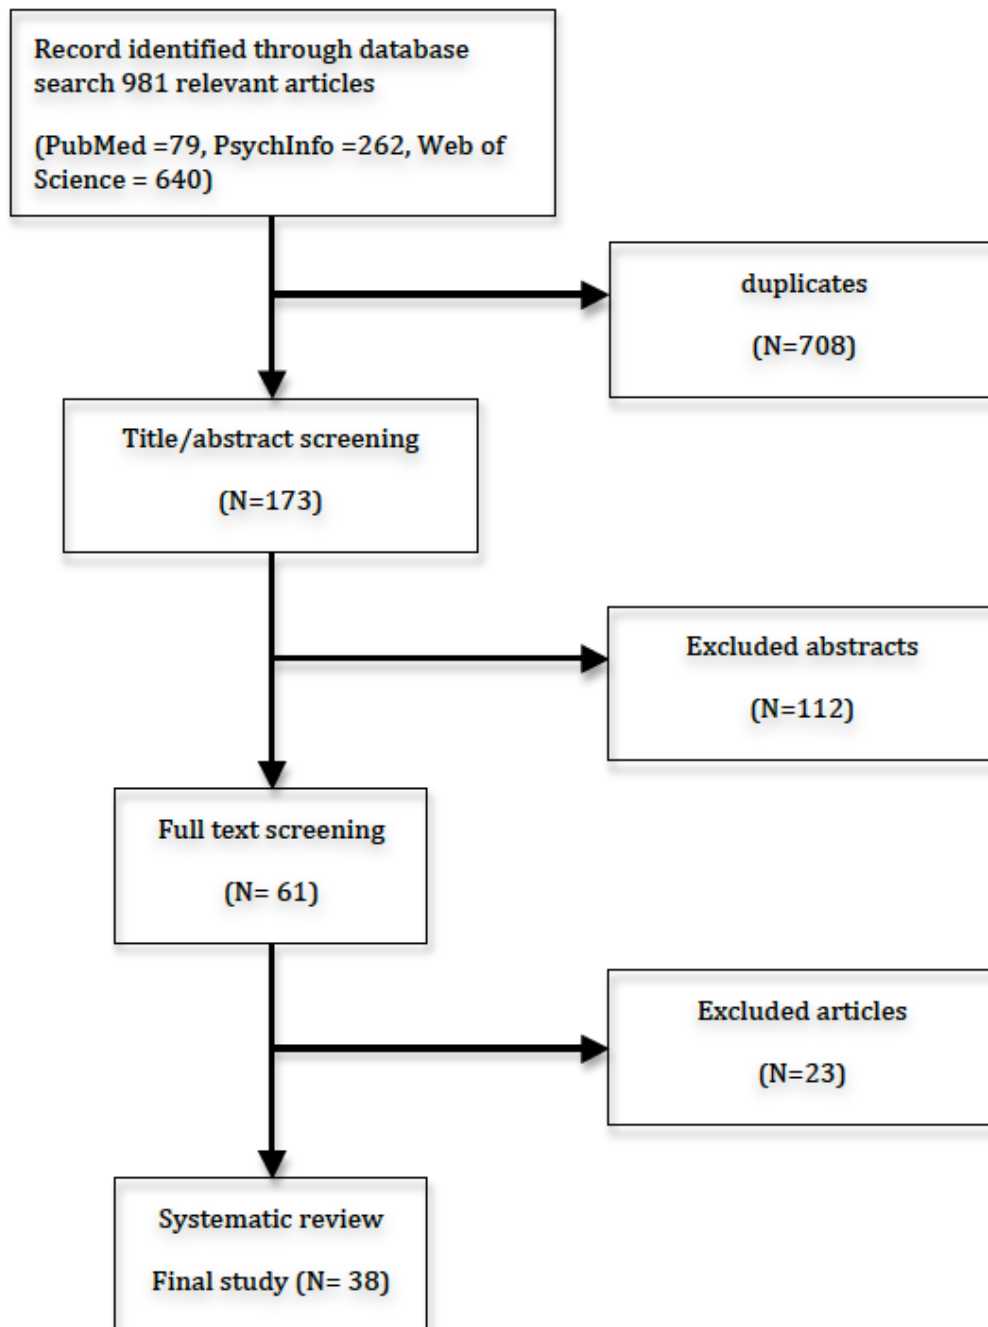 Record identified through database
search 981 relevant articles
(PubMed =79, PsychInfo =262, Web of
Science = 640)
duplicates
(N=708)
Title/abstract screening
(N=173)
Excluded abstracts
(N=112)
Full text screening
(N= 61)
Excluded articles
(N=23)
Systematic review
Final study (N= 38)